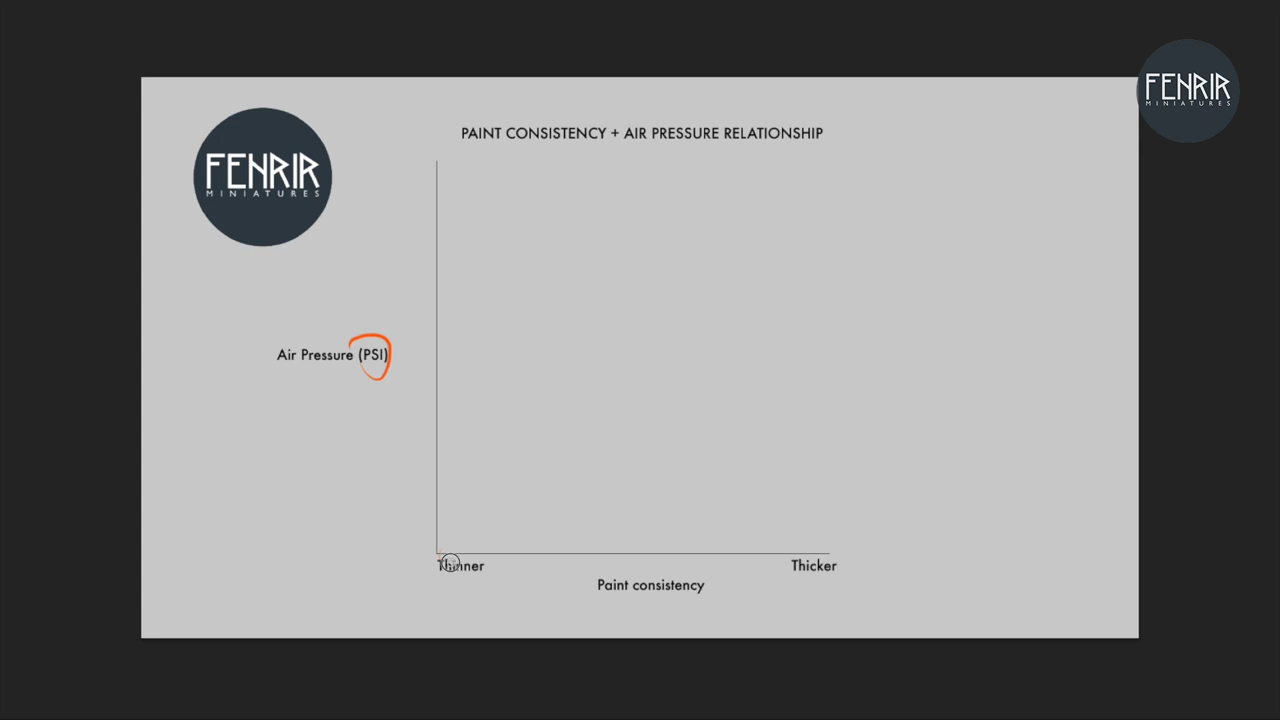 FENRIR
MINIATURES
PAINT CONSISTENCY + AIR PRESSURE RELATIONSHIP
FENRIR
MINIATURES
Air Pressure (PSI)
Thinner
Thicker
Paint consistency